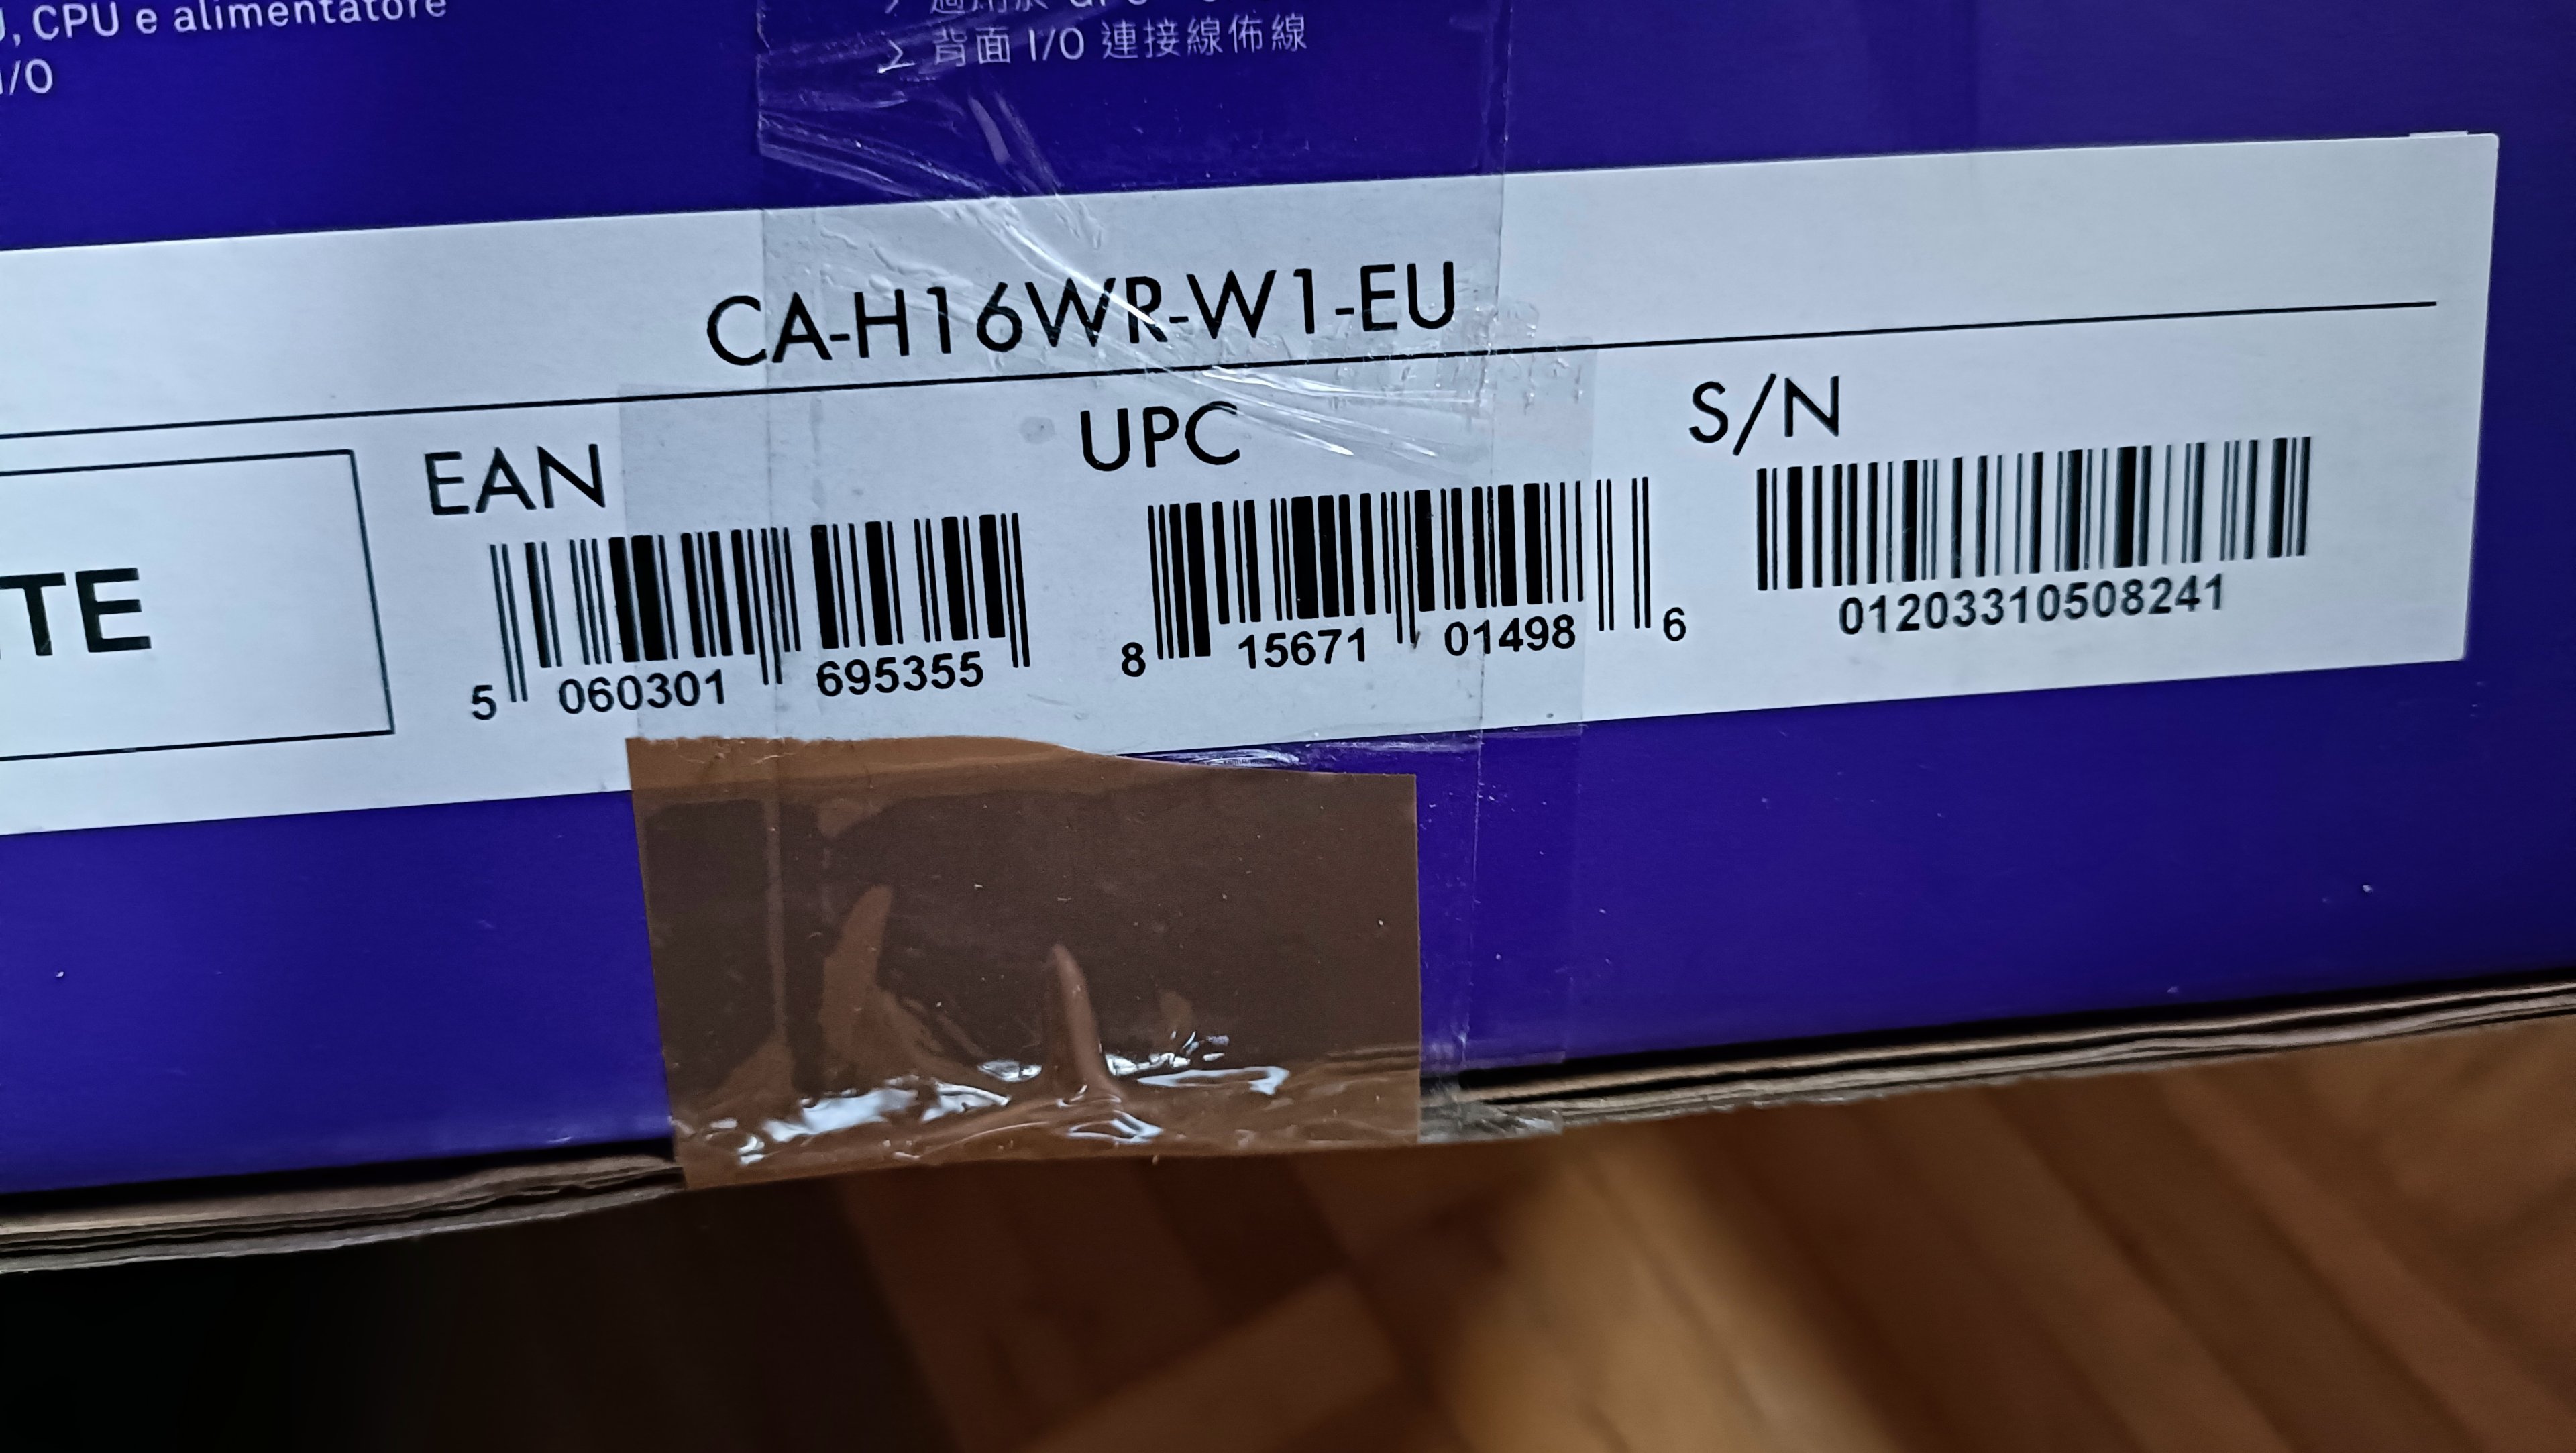 , CPU e alimentatore
I/O
背面 I/O 連接線佈線
CA-H16WR-W1-EU
TE
EAN
5 060301 695355
UPC
8 15671 01498 6
S/N
01203310508241